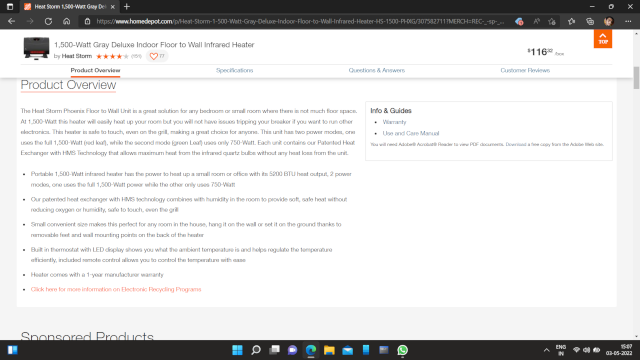 Heat Storm 1,500-Watt Gray Del
https://www.homedepot.com/p/Heat-Storm-1-500-Watt-Gray-Deluxe-Indoor-Floor-to-Wall-Infrared-Heater-HS-1500-PHXG/307582711?MERCH=REC-_-sp-_...
1,500-Watt Gray Deluxe Indoor Floor to Wall Infrared Heater
by Heat Storm
77
$116 32
/box
TOP
Product Overview
Specifications
Questions & Answers
Customer Reviews
Product Overview
The Heat Storm Phoenix Floor to Wall Unit is a great solution for any bedroom or small room where there is not much floor space.
At 1,500-Watt this heater will easily heat up your room but you will not have issues tripping your breaker if you want to run other
electronics. This heater is safe to touch, even on the grill, making a great choice for anyone. This unit has two power modes, one
uses the full 1,500-Watt (red leaf), while the second mode (green Leaf) uses only 750-Watt. Each unit contains our Patented Heat
Exchanger with HMS Technology that allows maximum heat from the infrared quartz bulbs without any heat loss from the unit.
Portable 1,500-Watt infrared heater has the power to heat up a small room or office with its 5200 BTU heat output, 2 power
modes, one uses the full 1,500-Watt power while the other only uses 750-Watt
Our patented heat exchanger with HMS technology combines with humidity in the room to provide soft, safe heat without
reducing oxygen or humidity, safe to touch, even the grill
Small convenient size makes this perfect for any room in the house, hang it on the wall or set it on the ground thanks to
removable feet and wall mounting points on the back of the heater
Built in thermostat with LED display shows you what the ambient temperature is and helps regulate the temperature
efficiently, included remote control allows you to control the temperature with ease
Heater comes with a 1-year manufacturer warranty
Click here for more information on Electronic Recycling Programs
Info & Guides
Warranty
Use and Care Manual
You will need Adobe® Acrobat® Reader to view PDF documents. Download a free copy from the Adobe Web site.
Sponsored Products
ENG
IN
15:07
03-05-2022